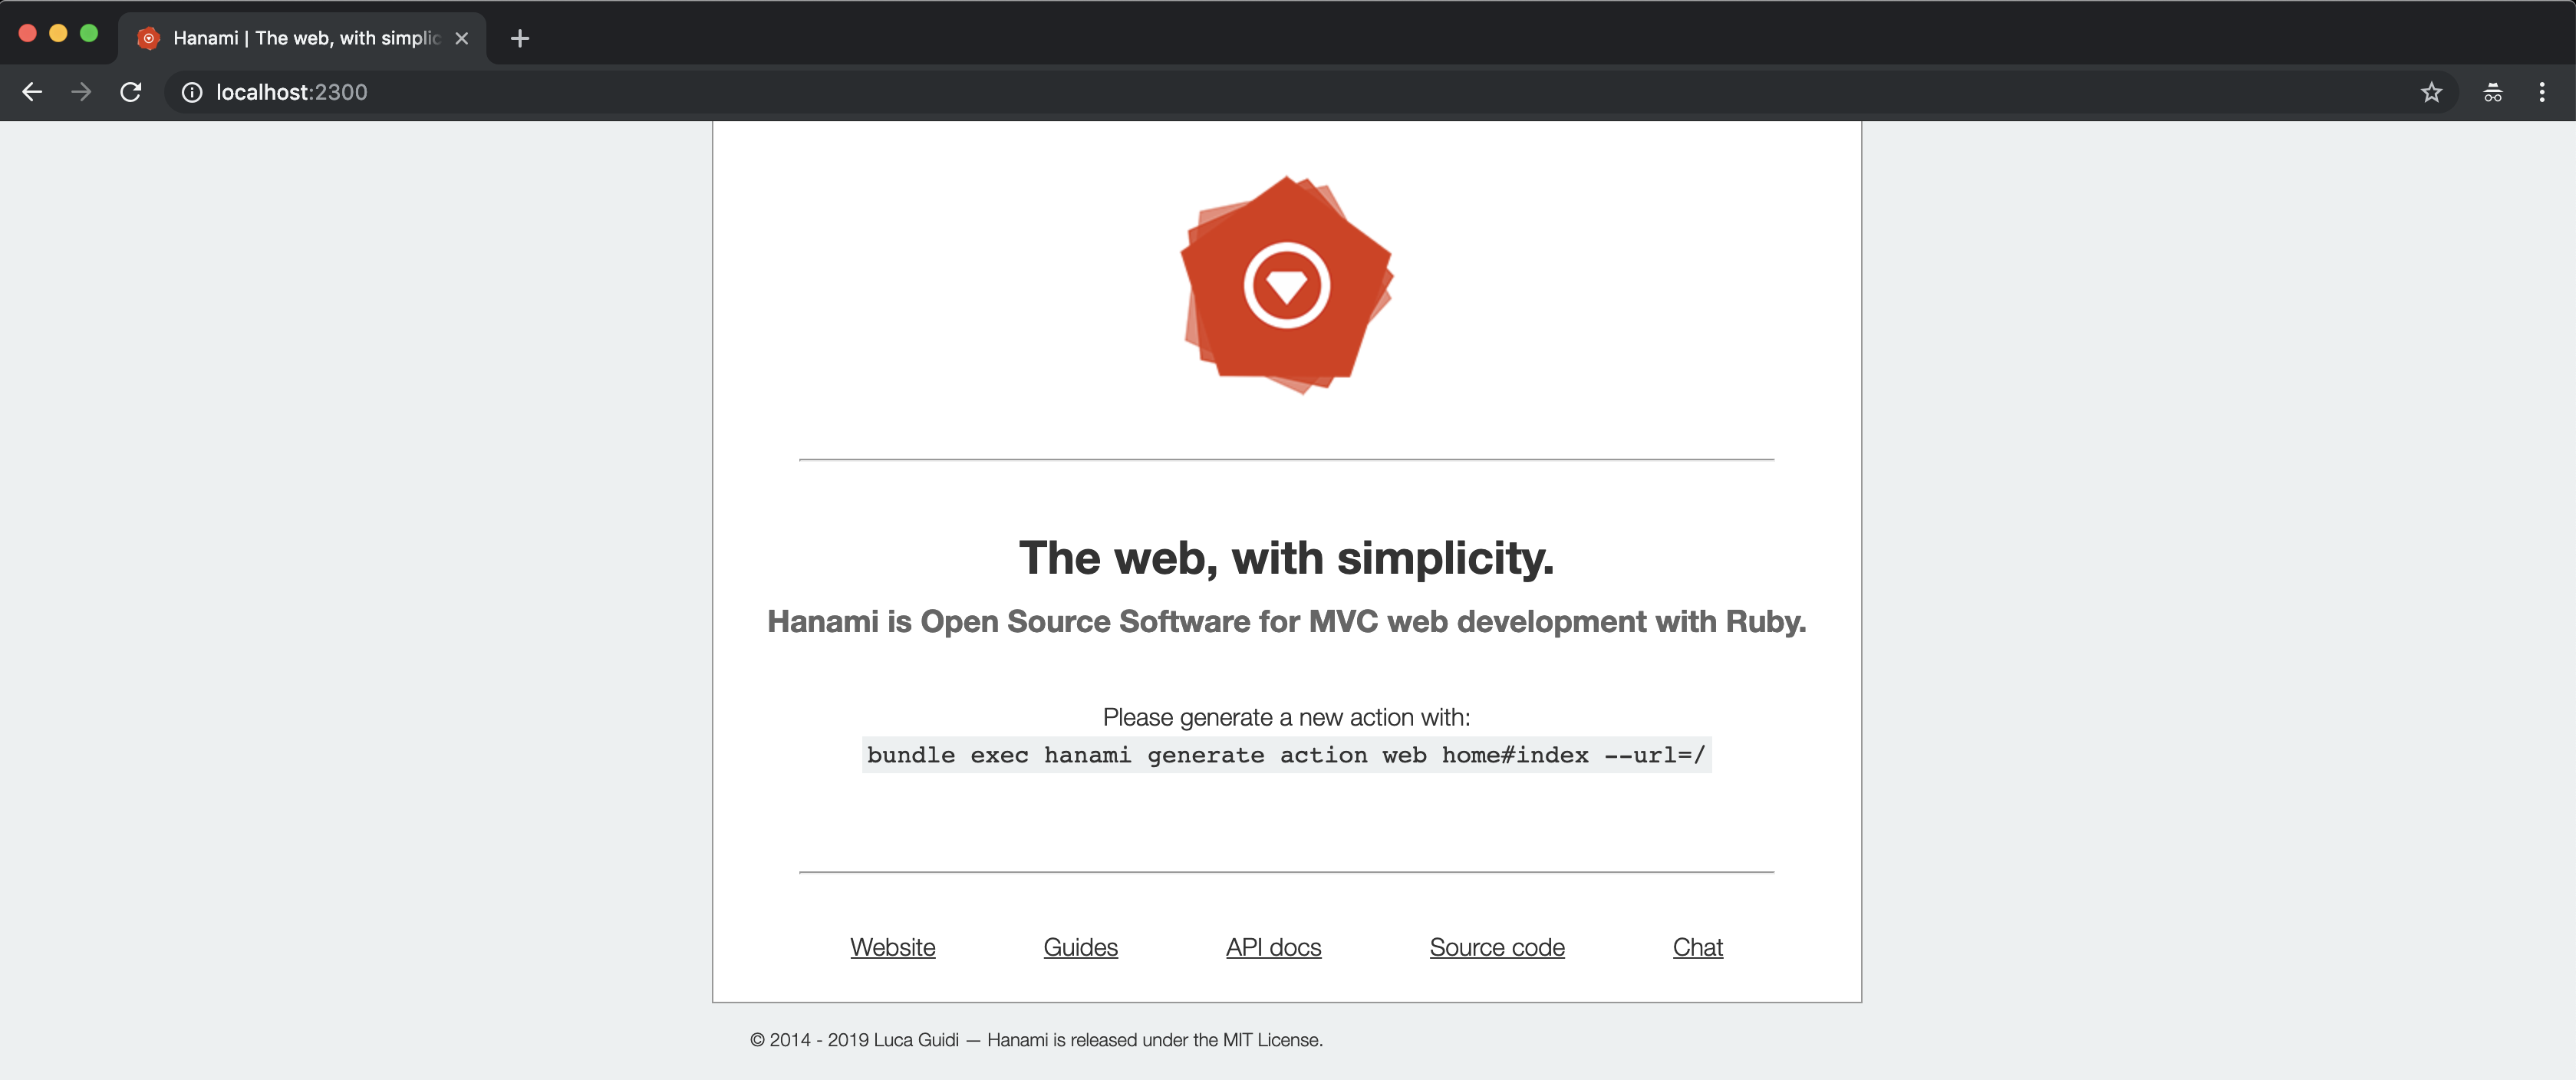 Hanami | The web, with simplic
localhost:2300
The web, with simplicity.
Hanami is Open Source Software for MVC web development with Ruby.
Please generate a new action with:
bundle exec hanami generate action web home#index --url=/
Website Guides API docs Source code Chat
© 2014 - 2019 Luca Guidi — Hanami is released under the MIT License.